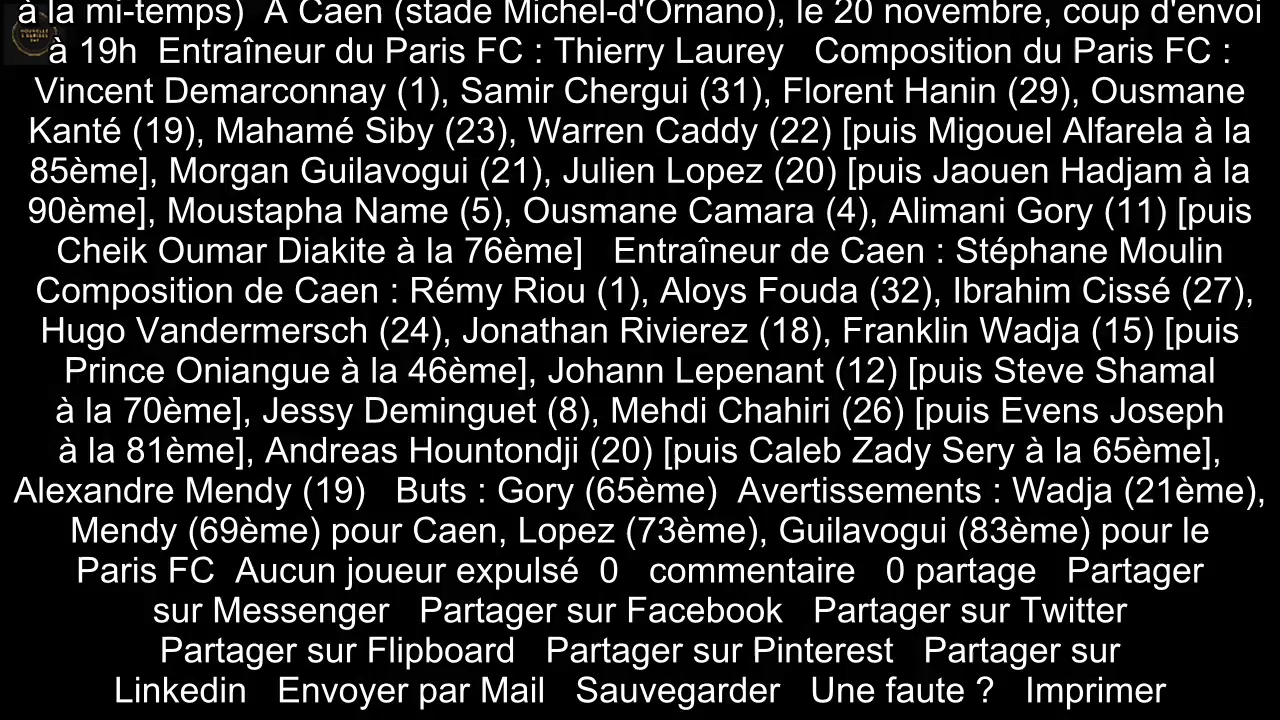 à la mi-temps)  A Caen (stade Michel-d'Ornano), le 20 novembre, coup d'envoi
à 19h  Entraîneur du Paris FC : Thierry Laurey   Composition du Paris FC :
Vincent Demarconnay (1), Samir Chergui (31), Florent Hanin (29), Ousmane
Kanté (19), Mahamé Siby (23), Warren Caddy (22) [puis Migouel Alfarela à la
85ème], Morgan Guilavogui (21), Julien Lopez (20) [puis Jaouen Hadjam à la
90ème], Moustapha Name (5), Ousmane Camara (4), Alimani Gory (11) [puis
Cheik Oumar Diakite à la 76ème]   Entraîneur de Caen : Stéphane Moulin
Composition de Caen : Rémy Riou (1), Aloys Fouda (32), Ibrahim Cissé (27),
Hugo Vandermersch (24), Jonathan Rivierez (18), Franklin Wadja (15) [puis
Prince Oniangue à la 46ème], Johann Lepenant (12) [puis Steve Shamal
à la 70ème], Jessy Deminguet (8), Mehdi Chahiri (26) [puis Evens Joseph
à la 81ème], Andreas Hountondji (20) [puis Caleb Zady Sery à la 65ème],
Alexandre Mendy (19)   Buts : Gory (65ème)  Avertissements : Wadja (21ème),
Mendy (69ème) pour Caen, Lopez (73ème), Guilavogui (83ème) pour le
Paris FC  Aucun joueur expulsé  0   commentaire   0 partage   Partager
sur Messenger   Partager sur Facebook   Partager sur Twitter
Partager sur Flipboard   Partager sur Pinterest   Partager sur
Linkedin   Envoyer par Mail   Sauvegarder   Une faute ?   Imprimer